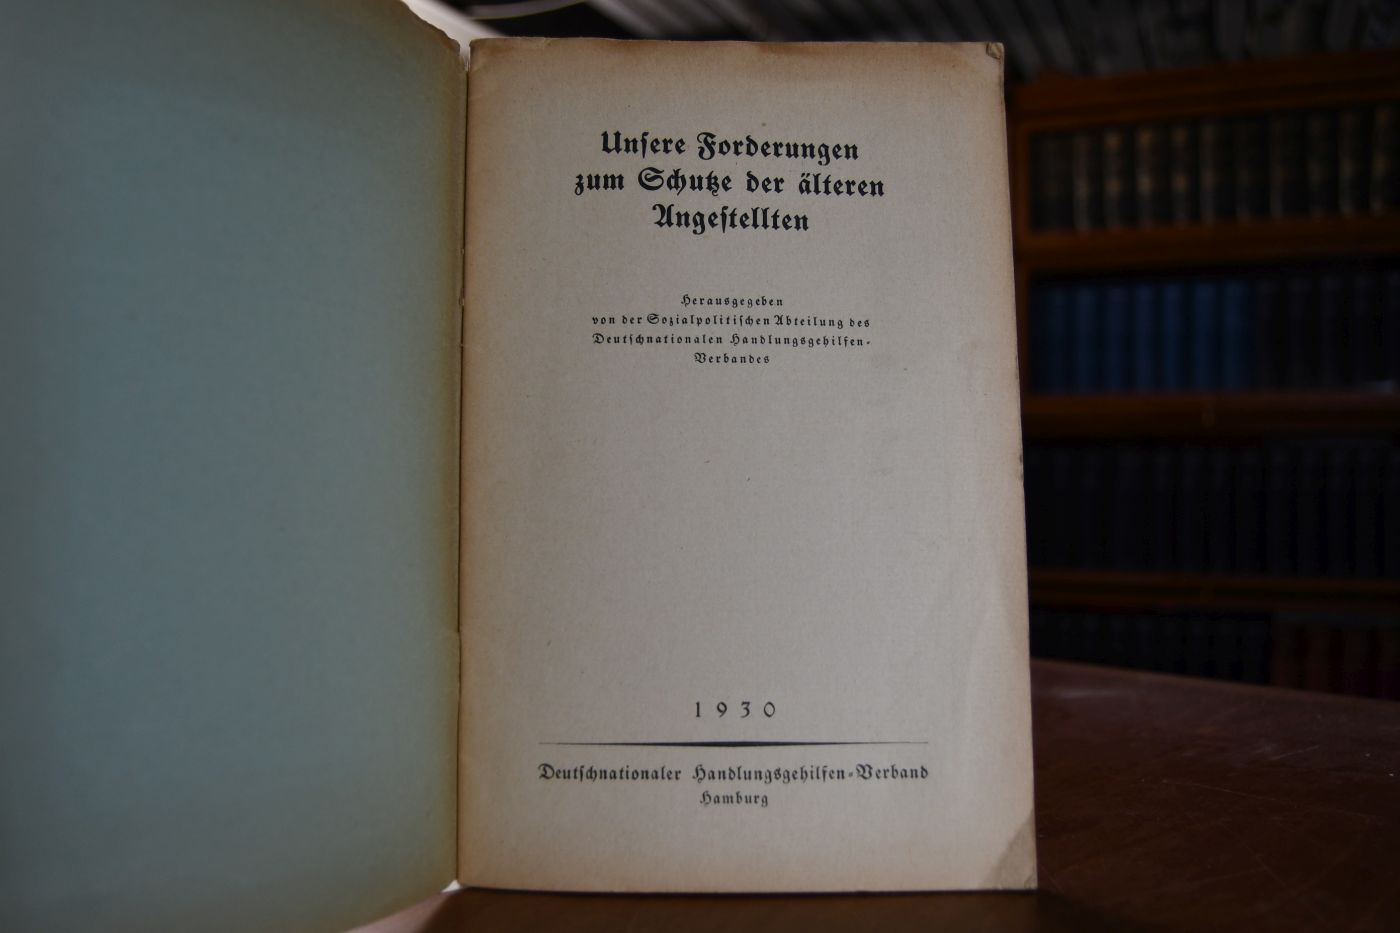 Unsere Forderungen
zum Schutze der älteren
Angestellten
Herausgegeben
von der Sozialpolitischen Abteilung des
Deutschnationalen Handlungsgehilfen-
Verbandes
1930
Deutschnationaler Handlungsgehilfen-Verband
Hamburg